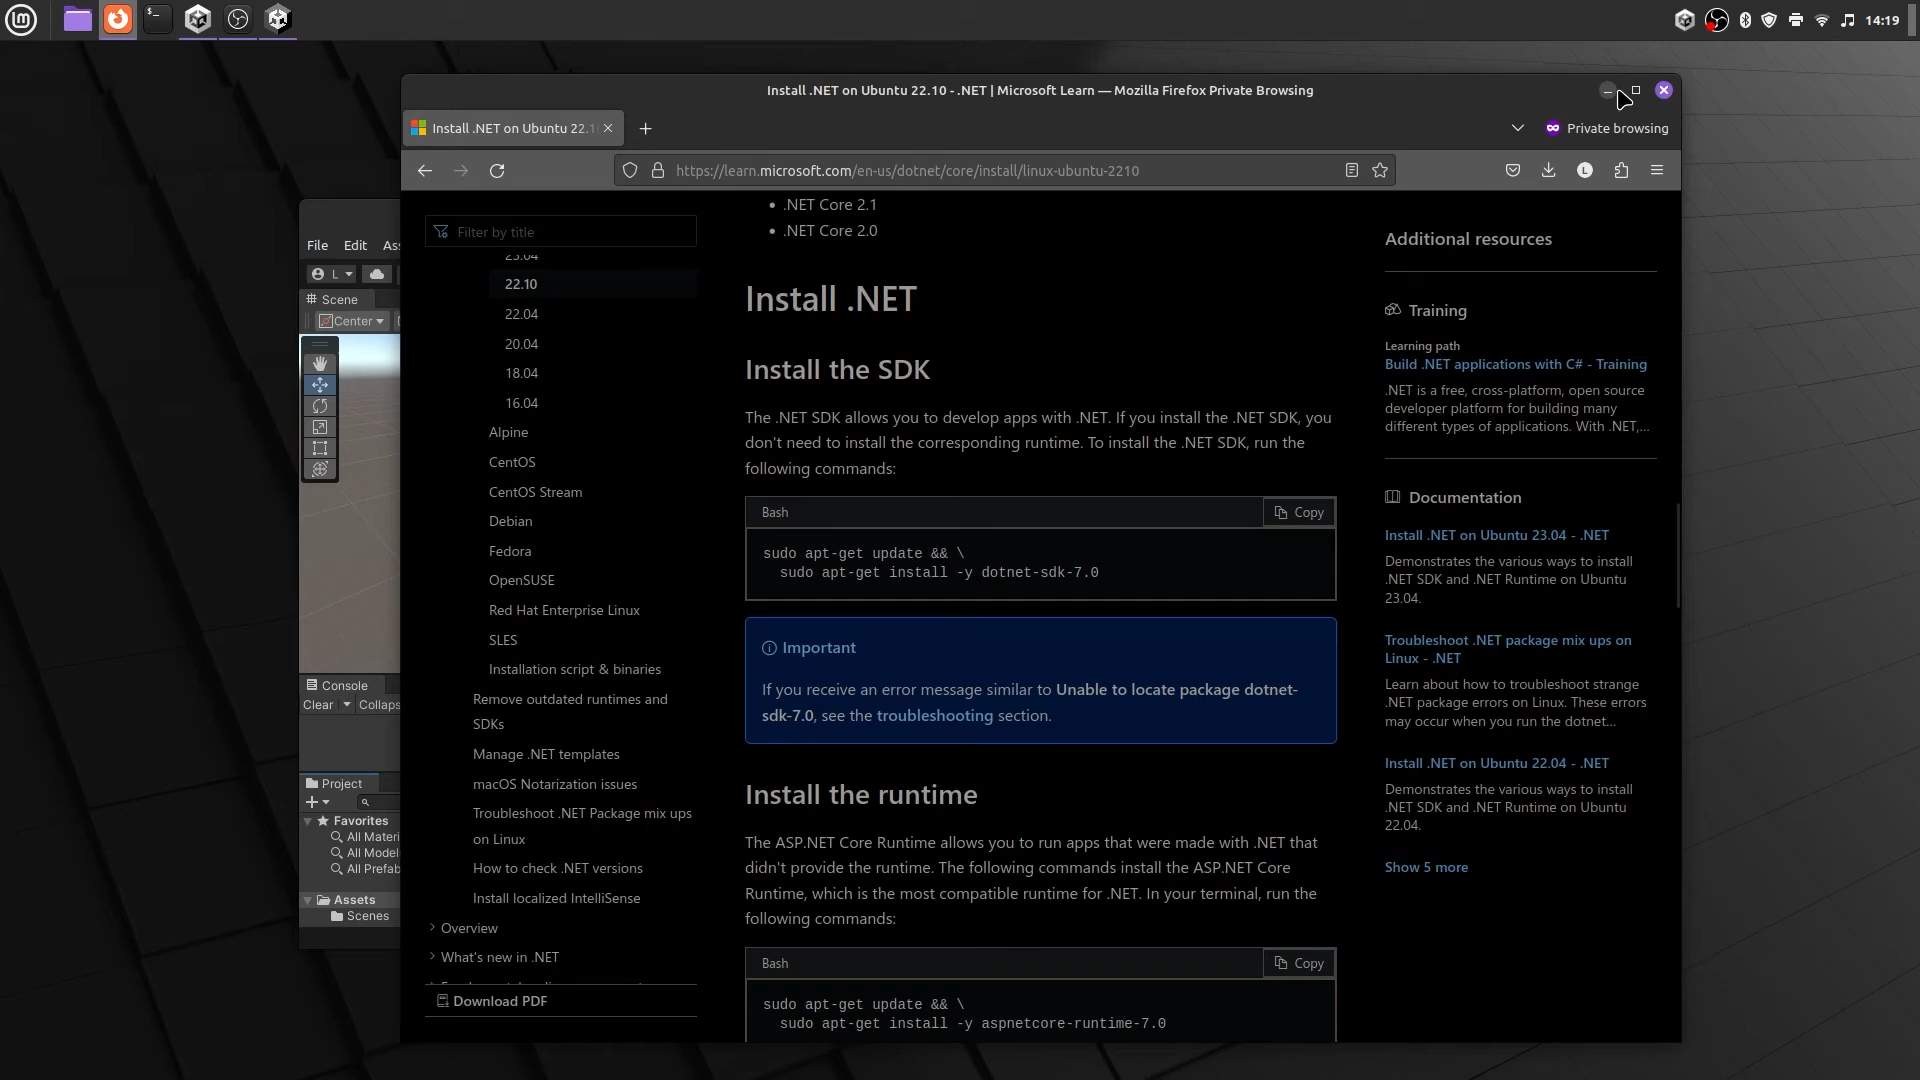 14:19
Install .NET on Ubuntu 22.10 - .NET | Microsoft Learn — Mozilla Firefox Private Browsing
Install .NET on Ubuntu 22.1
Private browsing
https://learn.microsoft.com/en-us/dotnet/core/install/linux-ubuntu-2210
File Edit Ass
L
Scene
Center
Console
Clear Collaps
Project
Favorites
All Materi
All Model
All Prefab
Assets
Scenes
Filter by title
23.04
22.10
22.04
20.04
18.04
16.04
Alpine
CentOS
CentOS Stream
Debian
Fedora
OpenSUSE
Red Hat Enterprise Linux
SLES
Installation script & binaries
Remove outdated runtimes and
SDKs
Manage .NET templates
macOS Notarization issues
Troubleshoot .NET Package mix ups
on Linux
How to check .NET versions
Install localized IntelliSense
Overview
What's new in .NET
Download PDF
.NET Core 2.1
.NET Core 2.0
Install .NET
Install the SDK
The .NET SDK allows you to develop apps with .NET. If you install the .NET SDK, you
don't need to install the corresponding runtime. To install the .NET SDK, run the
following commands:
Bash Copy
sudo apt-get update && \
sudo apt-get install -y dotnet-sdk-7.0
Important
If you receive an error message similar to Unable to locate package dotnet-
sdk-7.0, see the troubleshooting section.
Install the runtime
The ASP.NET Core Runtime allows you to run apps that were made with .NET that
didn't provide the runtime. The following commands install the ASP.NET Core
Runtime, which is the most compatible runtime for .NET. In your terminal, run the
following commands:
Bash Copy
sudo apt-get update && \
sudo apt-get install -y aspnetcore-runtime-7.0
Additional resources
Training
Learning path
Build .NET applications with C# - Training
.NET is a free, cross-platform, open source
developer platform for building many
different types of applications. With .NET,...
Documentation
Install .NET on Ubuntu 23.04 - .NET
Demonstrates the various ways to install
.NET SDK and .NET Runtime on Ubuntu
23.04.
Troubleshoot .NET package mix ups on
Linux - .NET
Learn about how to troubleshoot strange
.NET package errors on Linux. These errors
may occur when you run the dotnet...
Install .NET on Ubuntu 22.04 - .NET
Demonstrates the various ways to install
.NET SDK and .NET Runtime on Ubuntu
22.04.
Show 5 more